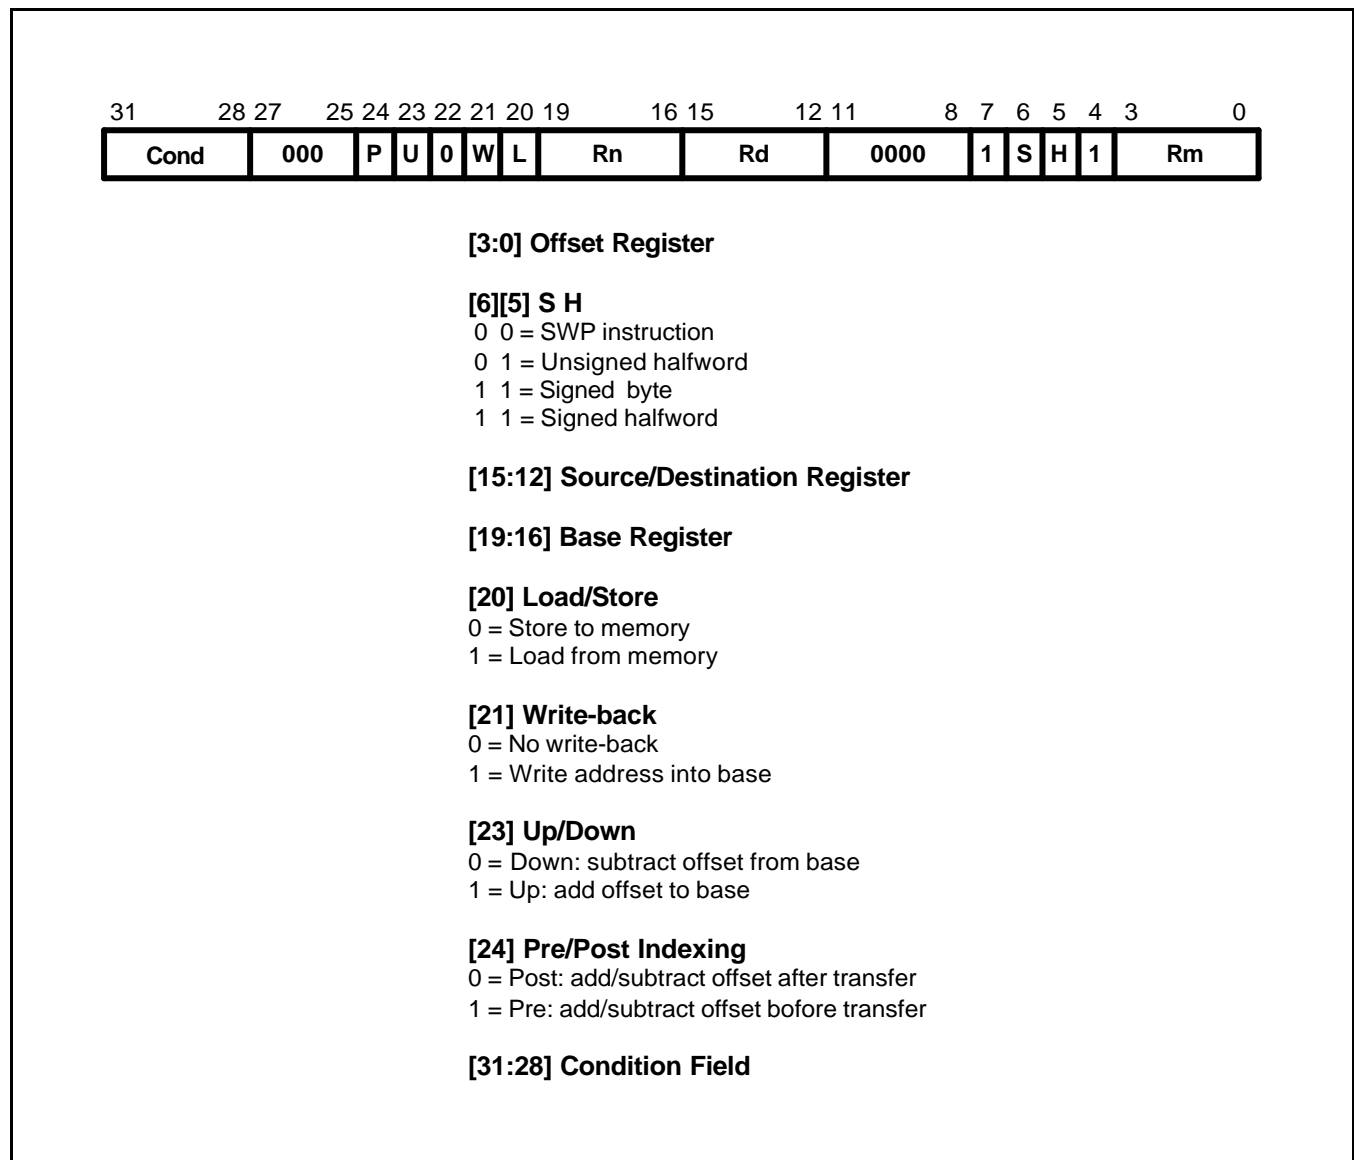 31 28 27 25 24 23 22 21 20 19 16 15 12 11 8 7 6 5 4 3 0
Cond 000 P U 0 W L Rn Rd 0000 1 S H 1 Rm
[3:0] Offset Register
[6][5] S H
0 0 = SWP instruction
0 1 = Unsigned halfword
1 1 = Signed byte
1 1 = Signed halfword
[15:12] Source/Destination Register
[19:16] Base Register
[20] Load/Store
0 = Store to memory
1 = Load from memory
[21] Write-back
0 = No write-back
1 = Write address into base
[23] Up/Down
0 = Down: subtract offset from base
1 = Up: add offset to base
[24] Pre/Post Indexing
0 = Post: add/subtract offset after transfer
1 = Pre: add/subtract offset bofore transfer
[31:28] Condition Field